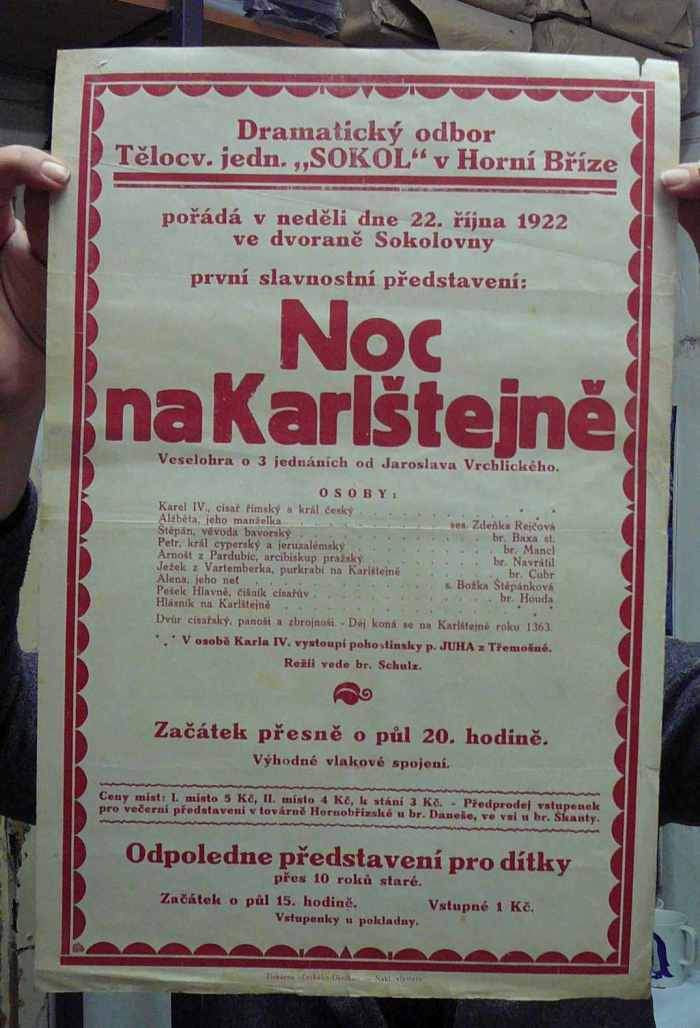 Dramatický odbor
Tělocv. jedn. „SOKOL“ v Horní Bříze
pořádá v neděli dne 22. října 1922
ve dvoraně Sokolovny
první slavnostní představení:
Noc
na Karlštejně
Veselohra o 3 jednáních od Jaroslava Vrchlického.
OSOBY:
Karel IV., císař římský a král český . . . . . . . * * *
Alžběta, jeho manželka . . . . . . . ses. Zdeňka Rejčová
Štěpán, vévoda bavorský . . . . . . . br. Baxa st.
Petr, král cyperský a jeruzalémský . . . . . . . br. Mancl
Arnošt z Pardubic, arcibiskup pražský . . . . . . . br. Navrátil
Ježek z Vartemberka, purkrabí na Karlštejně . . . . . . . br. Cubr
Alena, jeho neť . . . . . . . s. Božka Štěpánková
Pešek Hlavně, číšník císařův . . . . . . . br. Houda
Hlásník na Karlštejně . . . . . . . * * *
Dvůr císařský, panoši a zbrojnoši - Děj koná se na Karlštejně roku 1363.
* * * V osobě Karla IV. vystoupí pohostinsky p. JUHA z Třemošné.
Režii vede br. Schulz.
Začátek přesně o půl 20. hodině.
Výhodné vlakové spojení.
Ceny míst: I. místo 5 Kč, II. místo 4 Kč, k stání 3 Kč. - Předprodej vstupenek
pro večerní představení v továrně Hornobřízské u br. Daneše, ve vsi u br. Škanty.
Odpoledne představení pro dítky
přes 10 roků staré.
Začátek o půl 15. hodině. Vstupné 1 Kč.
Vstupenky u pokladny.